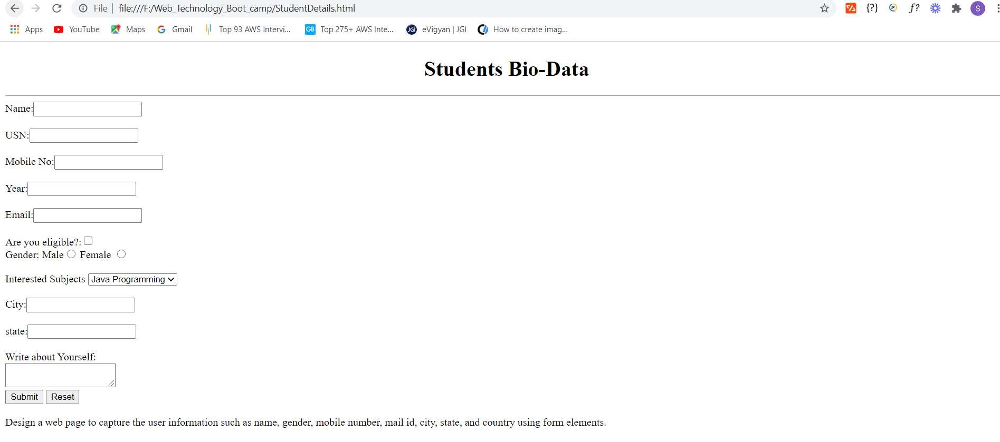 File | file:///F:/Web_Technology_Boot_camp/StudentDetails.html {?} f? S
Apps YouTube Maps Gmail Top 93 AWS Intervi... GB Top 275+ AWS Inte... JGi eVigyan | JGI How to create imag...
Students Bio-Data
Name:
USN:
Mobile No:
Year:
Email:
Are you eligible?:
Gender: Male Female
Interested Subjects Java Programming
City:
state:
Write about Yourself:
Submit Reset
Design a web page to capture the user information such as name, gender, mobile number, mail id, city, state, and country using form elements.